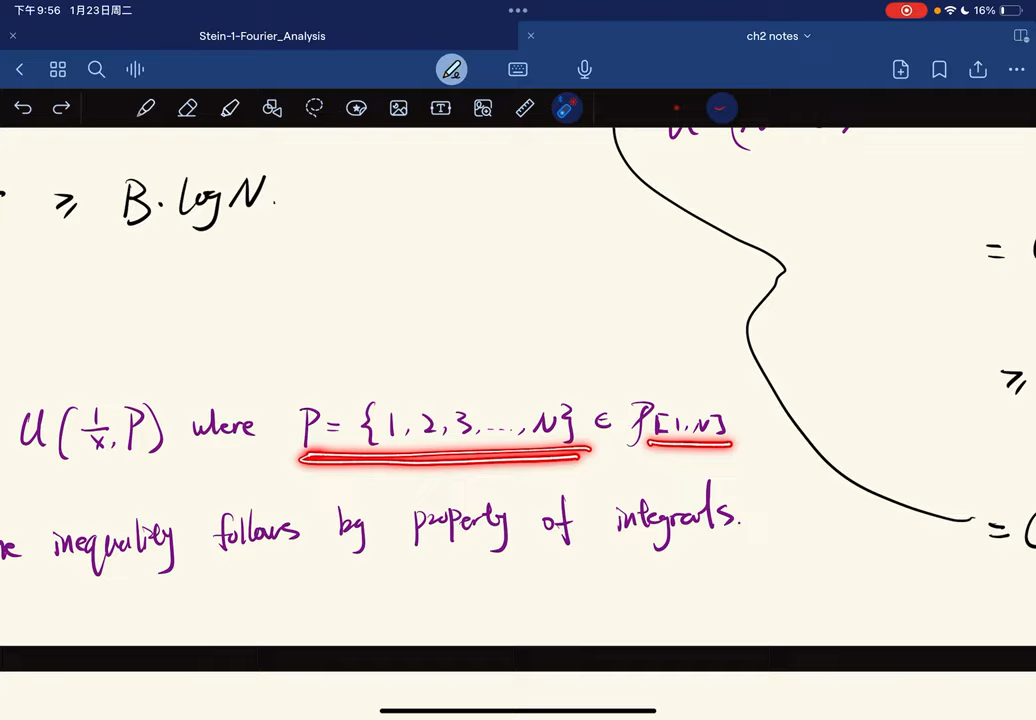 下午9:56 1月23日周二
16%
Stein-1-Fourier_Analysis
ch2 notes
≥ B. log N.
=
≥
U(1/x, P) where P = {1, 2, 3, ..., N} ∈ P[1, N]
inequality follows by property of integrals.
=